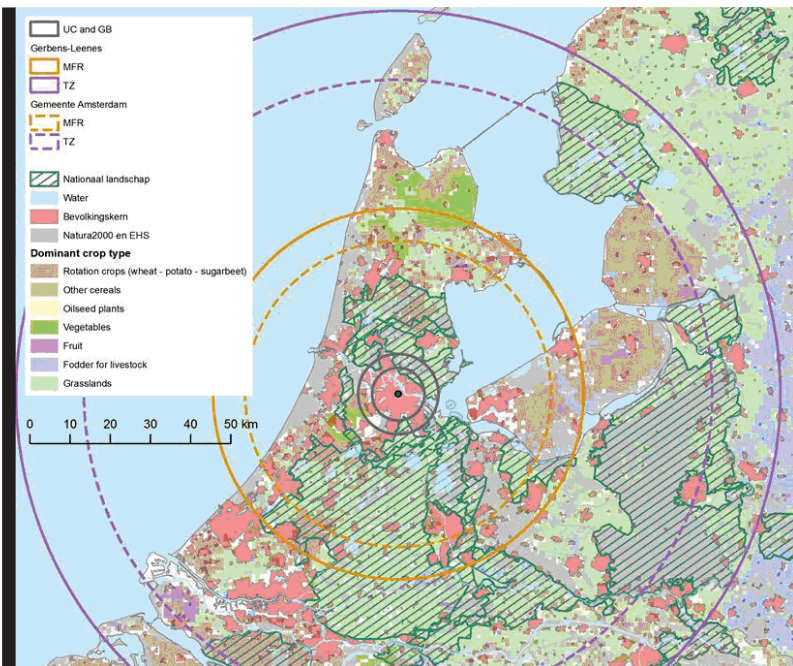 UC and GB
Gerbens-Leenes
MFR
TZ
Gemeente Amsterdam
MFR
TZ
Nationaal landschap
Water
Bevolkingskern
Natura2000 en EHS
Dominant crop type
Rotation crops (wheat - potato - sugarbeet)
Other cereals
Oilseed plants
Vegetables
Fruit
Fodder for livestock
Grasslands
0 10 20 30 40 50 km